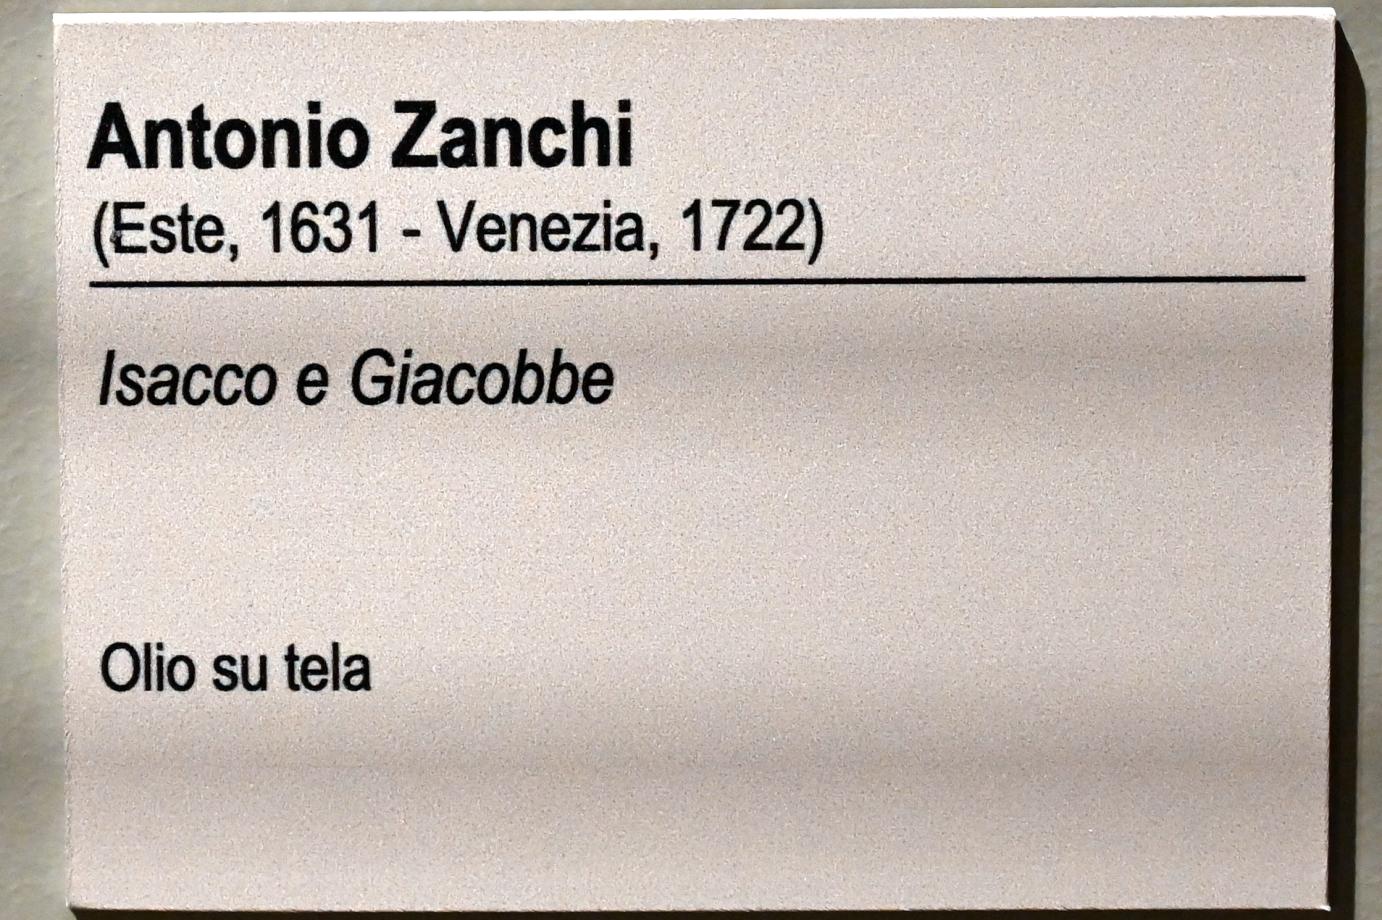 Antonio Zanchi
(Este, 1631 - Venezia, 1722)
Isacco e Giacobbe
Olio su tela